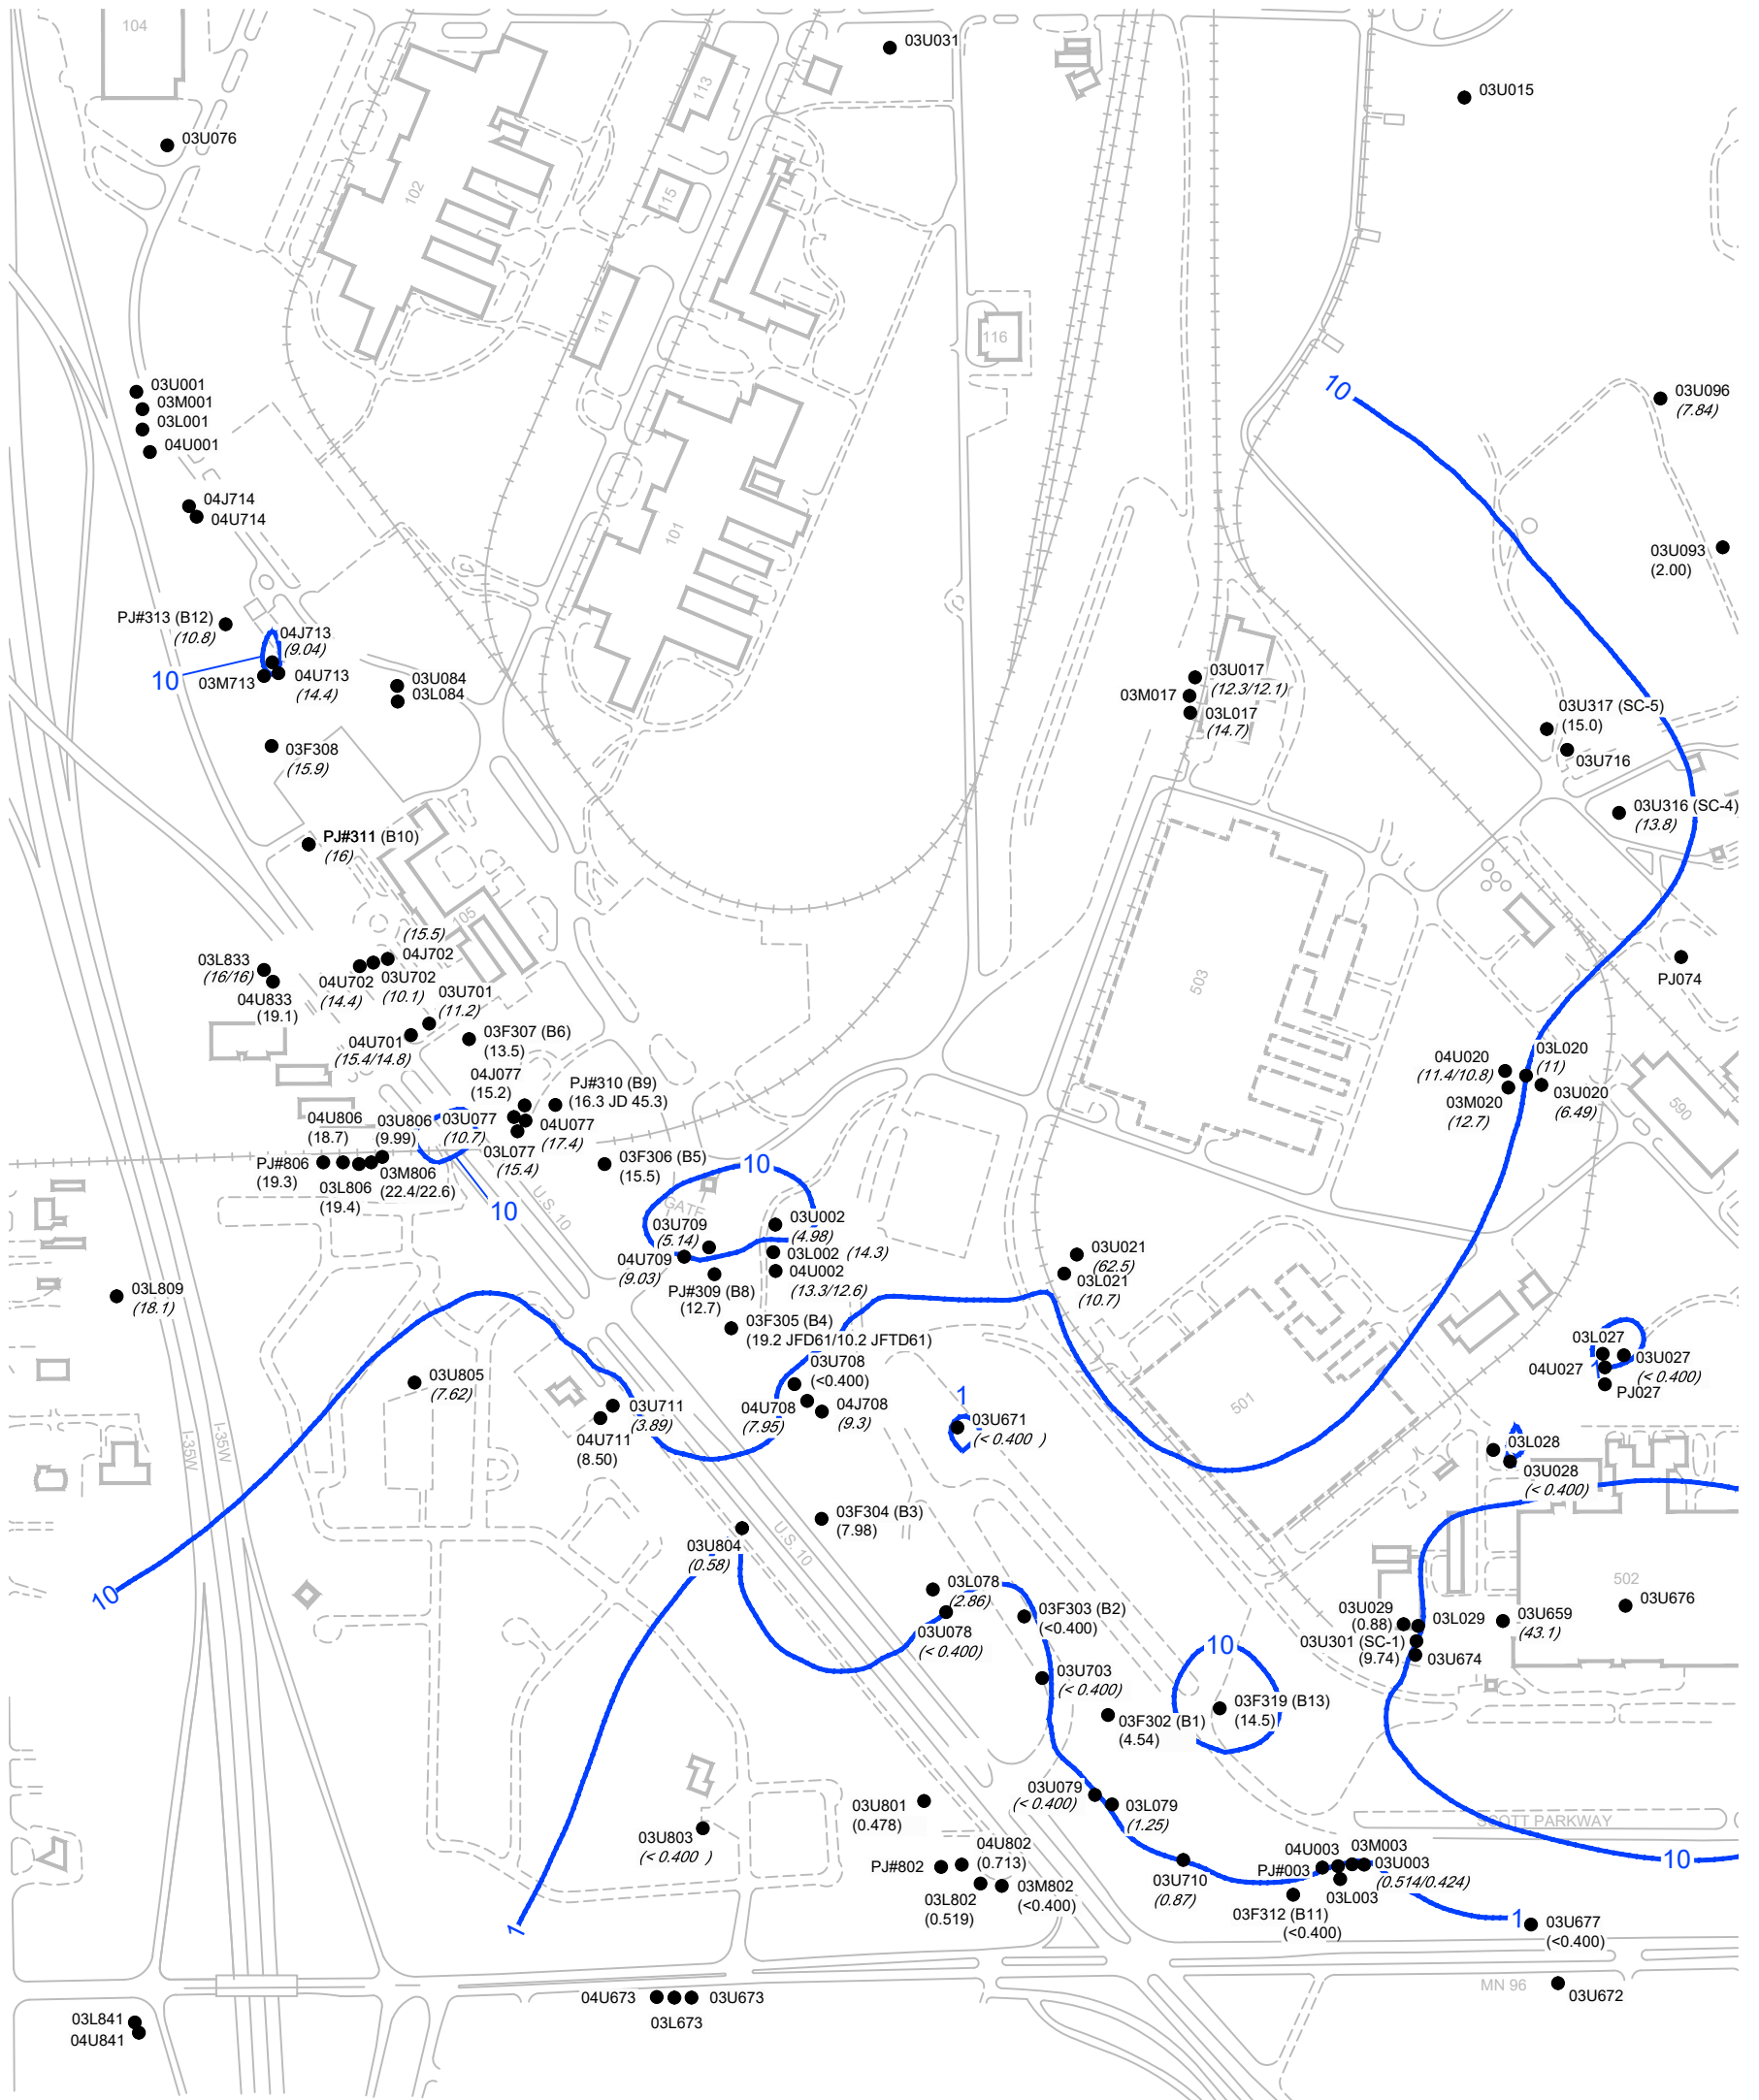 104
03U031
113
03U015
03U076
102
115
111
116
03U001
03M001
03L001
04U001
10
03U096
(7.84)
04J714
04U714
101
03U093
(2.00)
PJ#313 (B12)
(10.8)
04J713
(9.04)
10
03M713
04U713
(14.4)
03U084
03L084
03U017
(12.3/12.1)
03M017
03L017
(14.7)
03U317 (SC-5)
(15.0)
03U716
03F308
(15.9)
03U316 (SC-4)
(13.8)
PJ#311 (B10)
(16)
105
(15.5)
04J702
03L833
(16/16)
04U833
(19.1)
04U702
(14.4)
03U702
(10.1)
03U701
(11.2)
503
PJ074
04U701
(15.4/14.8)
03F307 (B6)
(13.5)
04J077
(15.2)
PJ#310 (B9)
(16.3 JD 45.3)
03L020
(11)
04U020
(11.4/10.8)
03M020
(12.7)
03U020
(6.49)
590
04U806
(18.7)
03U806
(9.99)
03U077
(10.7)
04U077
(17.4)
03L077
(15.4)
PJ#806
(19.3)
03L806
(19.4)
03M806
(22.4/22.6)
10
U.S. 10
03F306 (B5)
(15.5)
10
GATE
03U709
(5.14)
03U002
(4.98)
04U709
(9.03)
03L002 (14.3)
04U002
(13.3/12.6)
PJ#309 (B8)
(12.7)
03U021
(62.5)
03L021
(10.7)
03L809
(18.1)
03F305 (B4)
(19.2 JFD61/10.2 JFTD61)
03U708
(<0.400)
04U708
(7.95)
04J708
(9.3)
03L027
04U027
03U027
(< 0.400)
PJ027
03U805
(7.62)
03U711
(3.89)
04U711
(8.50)
1
03U671
(< 0.400 )
501
03L028
03U028
(< 0.400)
I-35W
I-35W
03F304 (B3)
(7.98)
U.S. 10
03U804
(0.58)
10
03L078
(2.86)
03U078
(< 0.400)
03F303 (B2)
(<0.400)
502
03U676
03U029
(0.88)
03L029
03U659
(43.1)
03U301 (SC-1)
(9.74)
03U674
10
03U703
(< 0.400)
03F302 (B1)
(4.54)
03F319 (B13)
(14.5)
03U079
(< 0.400)
03L079
(1.25)
03U801
(0.478)
SCOTT PARKWAY
03U803
(< 0.400 )
04U802
(0.713)
PJ#802
03L802
(0.519)
03M802
(<0.400)
03U710
(0.87)
04U003
03M003
PJ#003
03U003
(0.514/0.424)
03L003
03F312 (B11)
(<0.400)
10
1
1
03U677
(<0.400)
MN 96
03U672
04U673
03U673
03L673
03L841
04U841